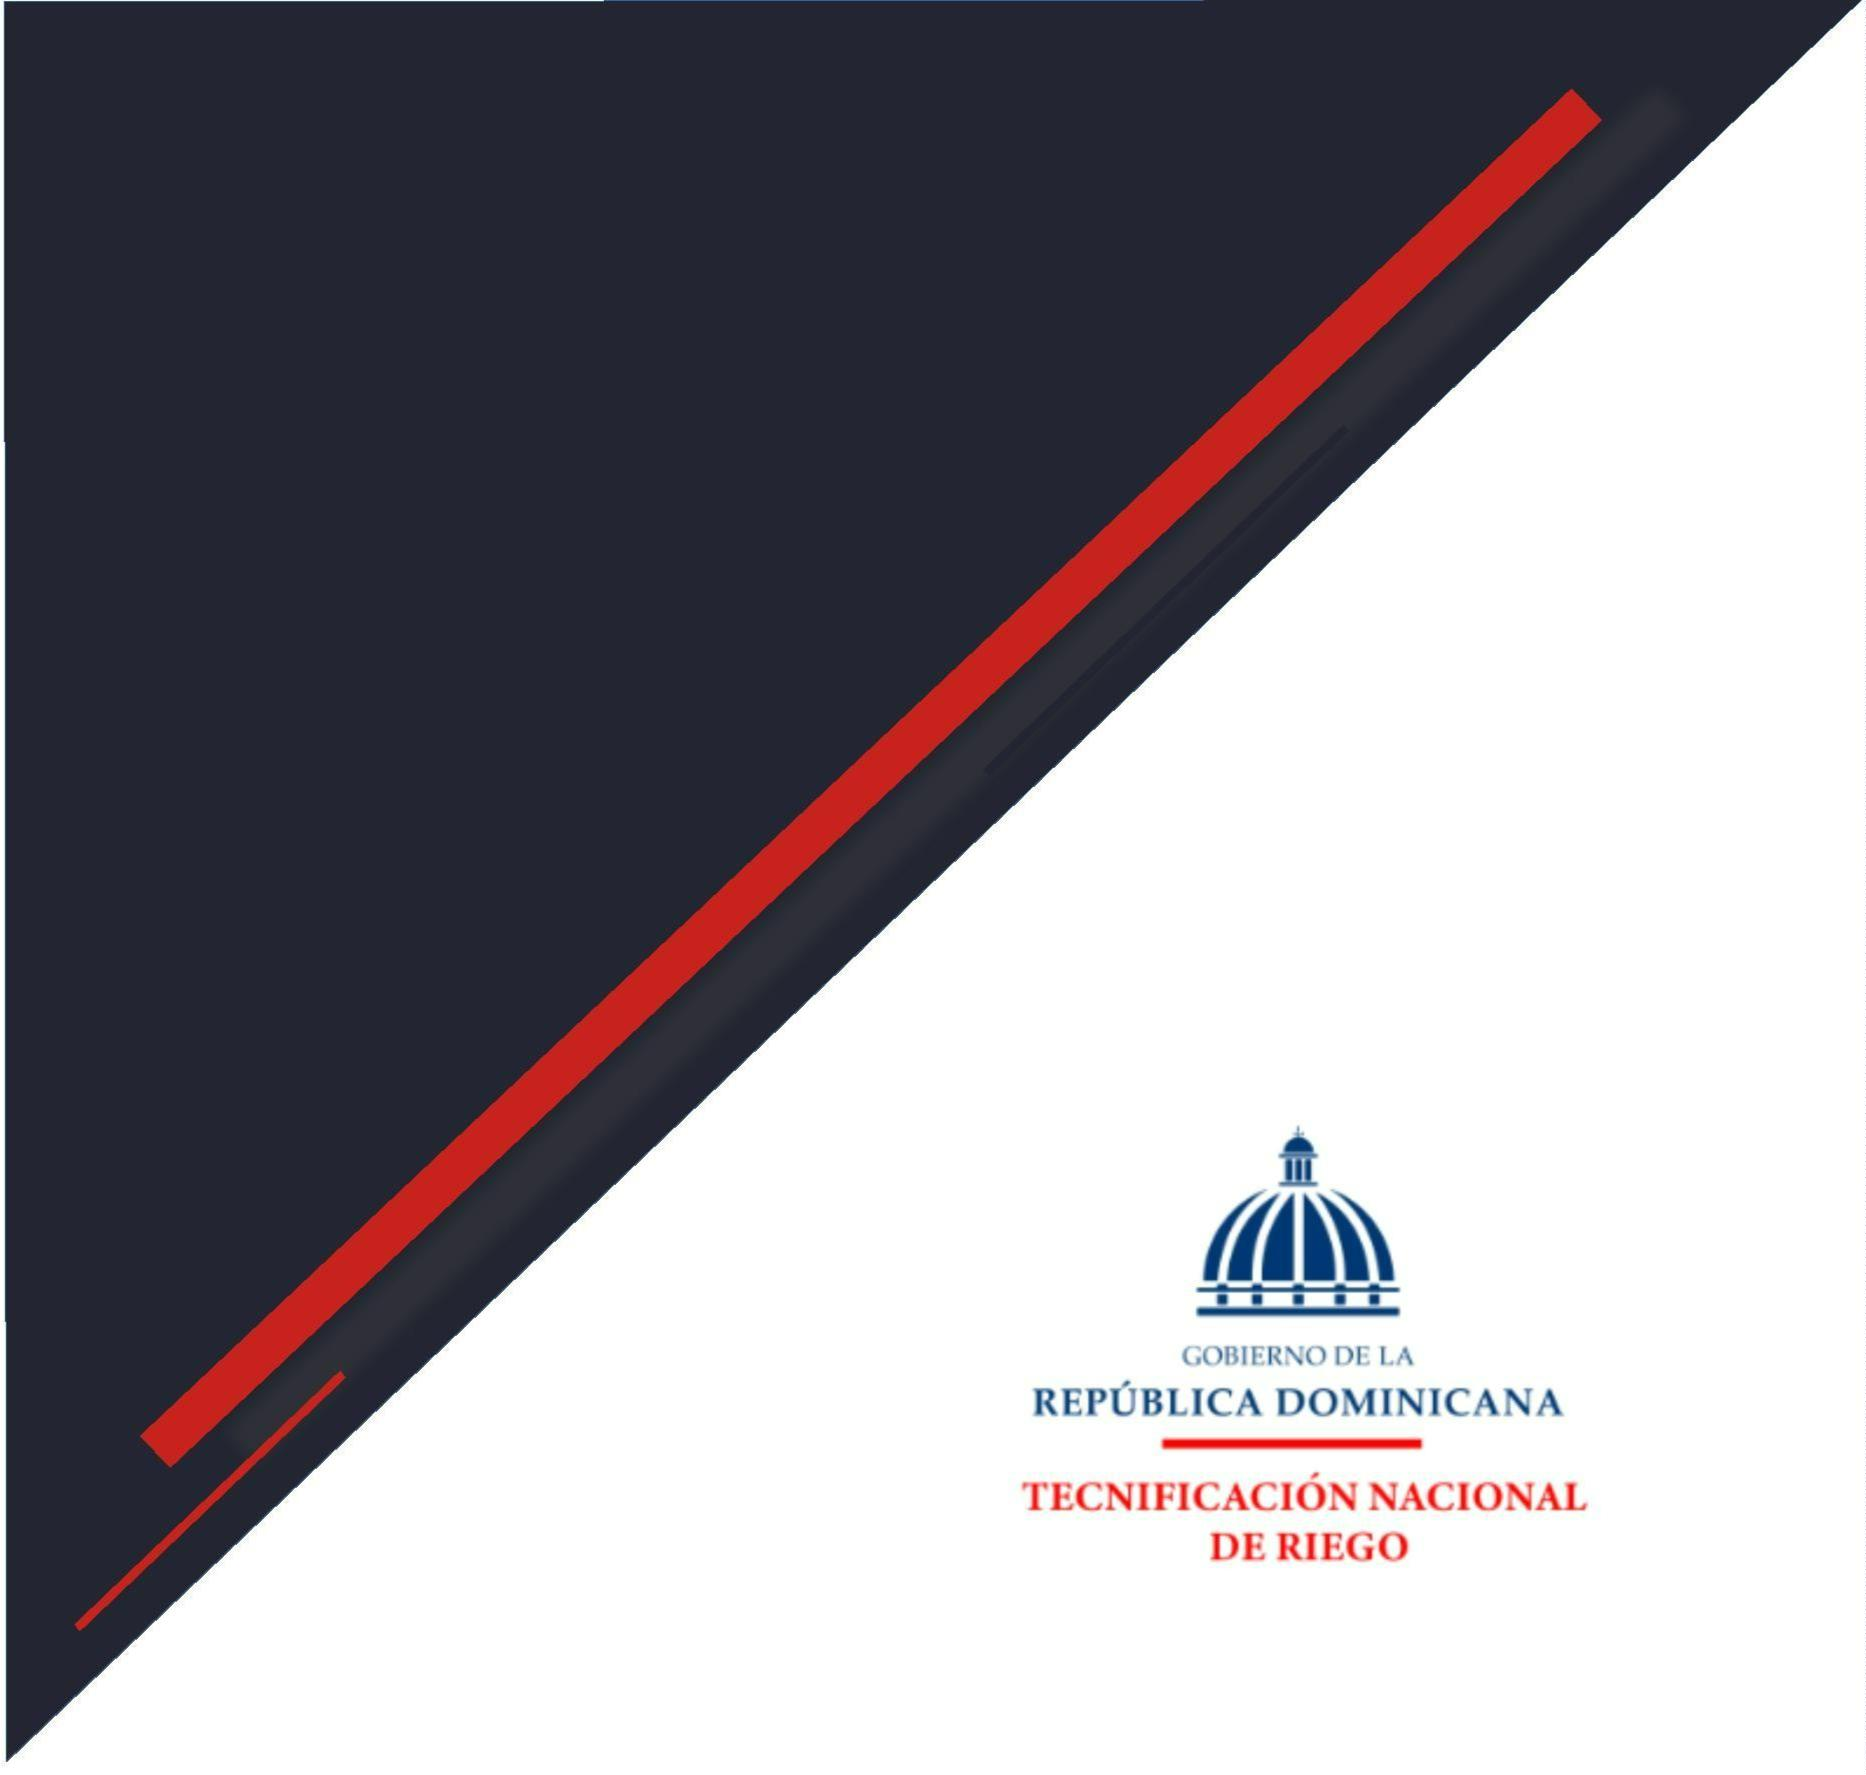 GOBIERNO DE LA
REPÚBLICA DOMINICANA
TECNIFICACIÓN NACIONAL
DE RIEGO